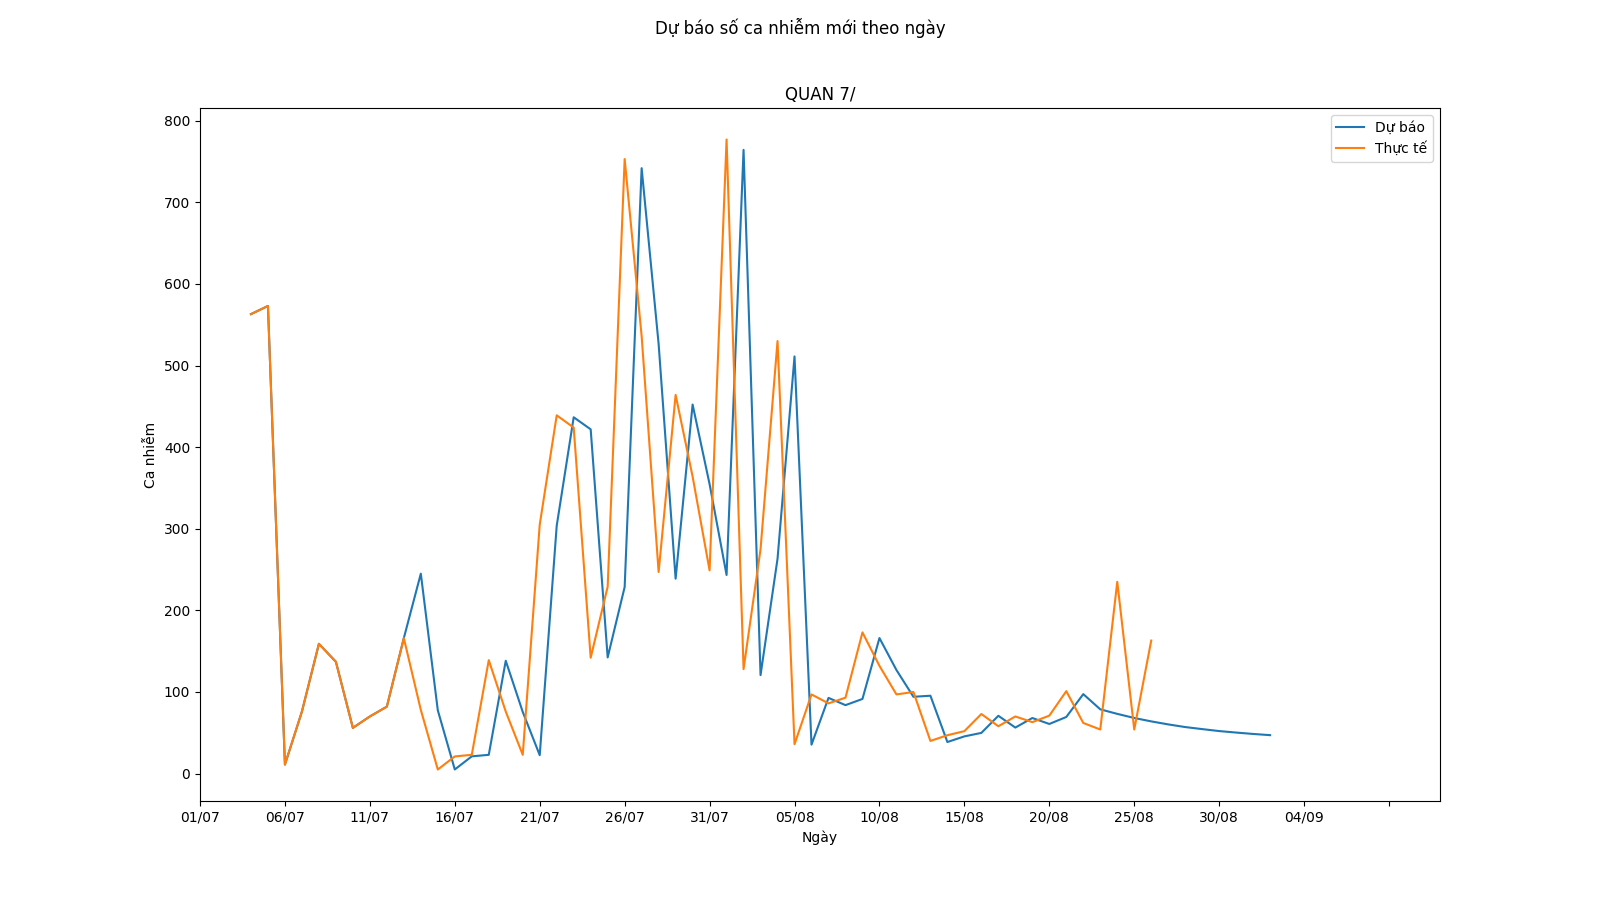 Dự báo số ca nhiễm mới theo ngày
QUAN 7/
Dự báo
Thực tế
800
700
600
500
400
300
200
100
0
Ca nhiễm
01/07 06/07 11/07 16/07 21/07 26/07 31/07 05/08 10/08 15/08 20/08 25/08 30/08 04/09
Ngày